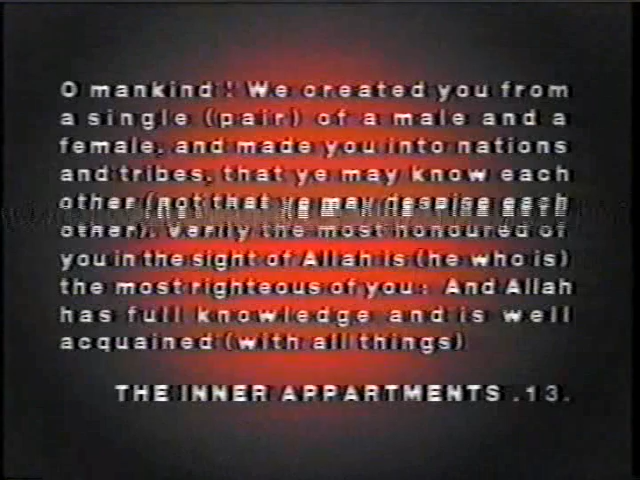 O mankind! We created you from
a single (pair) of a male and a
female, and made you into nations
and tribes, that ye may know each
other (not that ye may despise each
other). Verily the most honoured of
you in the sight of Allah is (he who is)
the most righteous of you: And Allah
has full knowledge and is well
acquained (with all things)
THE INNER APPARTMENTS .13.